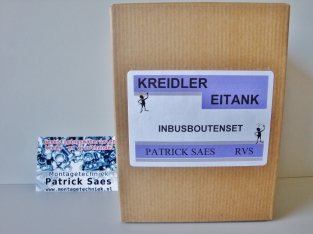 KREIDLER
EITANK
INBUSBOUTENSET
PATRICK SAES RVS
Montagetechniek
Patrick Saes
www.montagetechniek.nl